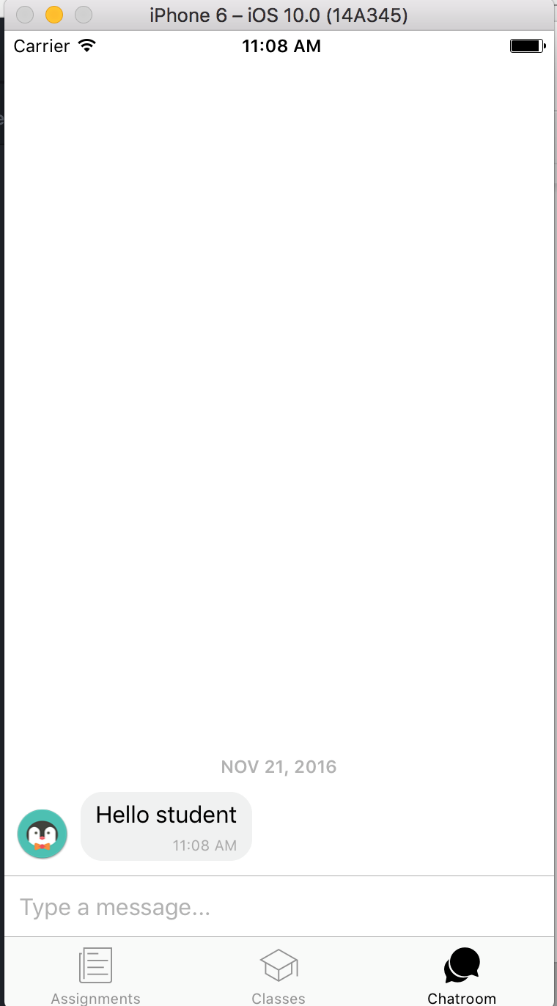 iPhone 6 – iOS 10.0 (14A345)
Carrier 11:08 AM
NOV 21, 2016
Hello student
11:08 AM
Type a message...
Assignments Classes Chatroom